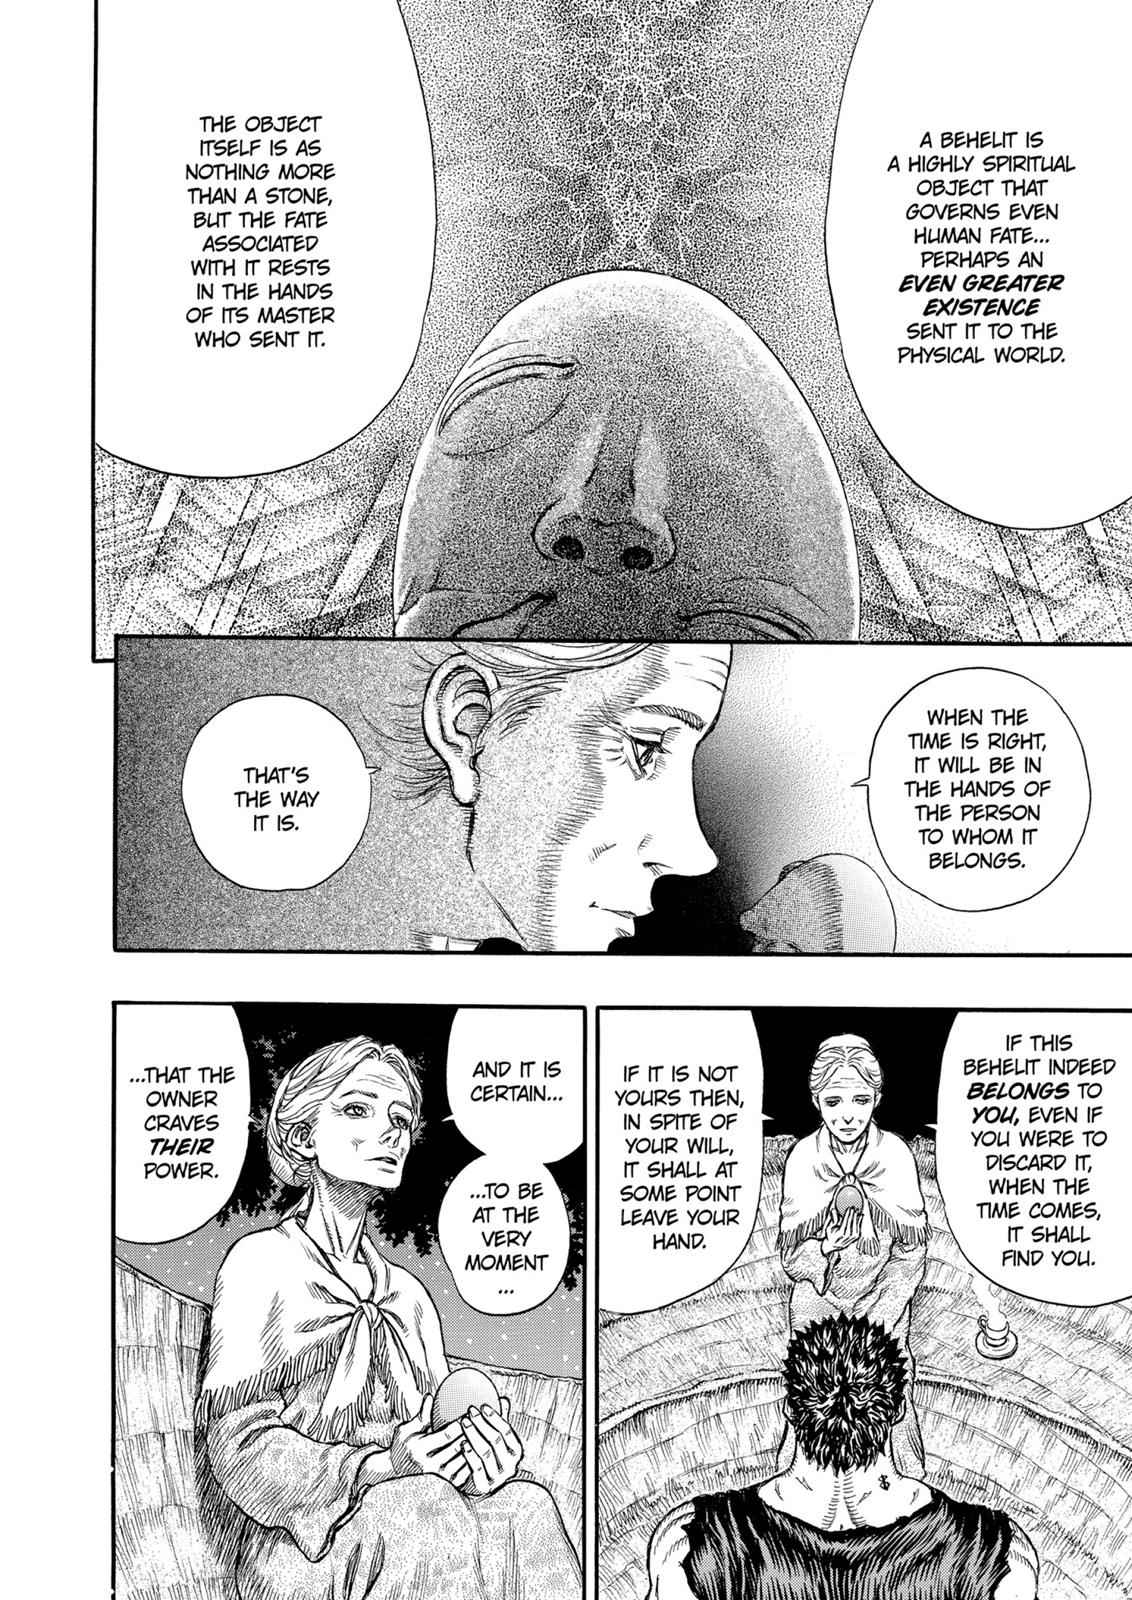 A BEHELIT IS
A HIGHLY SPIRITUAL
OBJECT THAT
GOVERNS EVEN
HUMAN FATE...
PERHAPS AN
EVEN GREATER
EXISTENCE
SENT IT TO THE
PHYSICAL WORLD.
THE OBJECT
ITSELF IS AS
NOTHING MORE
THAN A STONE,
BUT THE FATE
ASSOCIATED
WITH IT RESTS
IN THE HANDS
OF ITS MASTER
WHO SENT IT.
WHEN THE
TIME IS RIGHT,
IT WILL BE IN
THE HANDS OF
THE PERSON
TO WHOM IT
BELONGS.
THAT'S
THE WAY
IT IS.
IF THIS
BEHELIT INDEED
BELONGS TO
YOU, EVEN IF
YOU WERE TO
DISCARD IT,
WHEN THE
TIME COMES,
IT SHALL
FIND YOU.
IF IT IS NOT
YOURS THEN,
IN SPITE OF
YOUR WILL,
IT SHALL AT
SOME POINT
LEAVE YOUR
HAND.
AND IT IS
CERTAIN...
...TO BE
AT THE
VERY
MOMENT
...
...THAT THE
OWNER
CRAVES
THEIR
POWER.